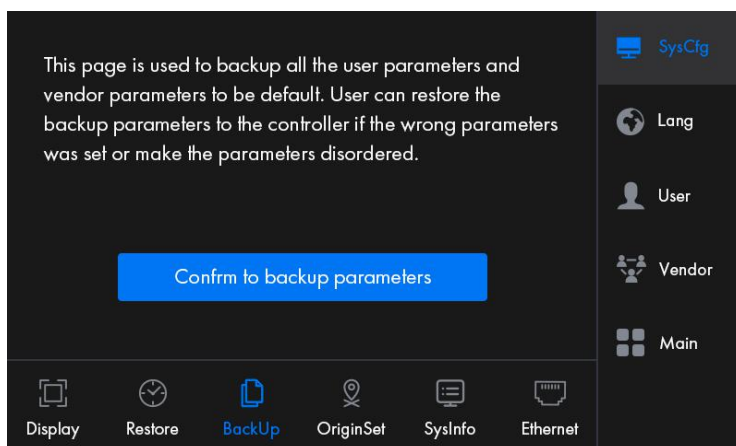 This page is used to backup all the user parameters and
vendor parameters to be default. User can restore the
backup parameters to the controller if the wrong parameters
was set or make the parameters disordered.
Confrm to backup parameters
Display
Restore
BackUp
OriginSet
SysInfo
Ethernet
SysCfg
Lang
User
Vendor
Main